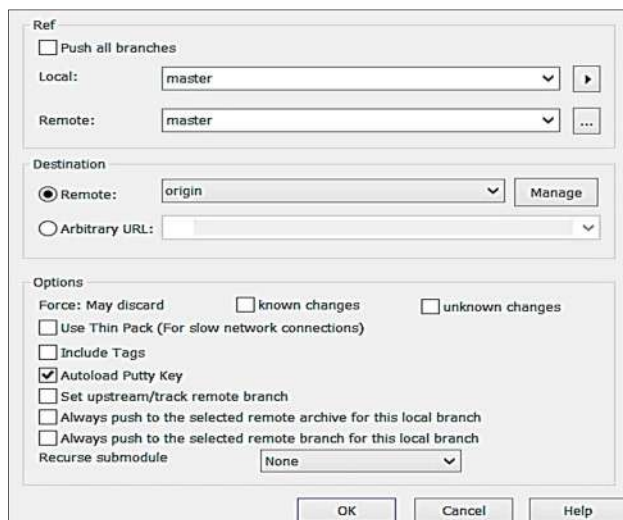 Ref
Push all branches
Local: master
Remote: master ...
Destination
Remote: origin Manage
Arbitrary URL:
Options
Force: May discard known changes unknown changes
Use Thin Pack (For slow network connections)
Include Tags
Autoload Putty Key
Set upstream/track remote branch
Always push to the selected remote archive for this local branch
Always push to the selected remote branch for this local branch
Recurse submodule None
OK Cancel Help